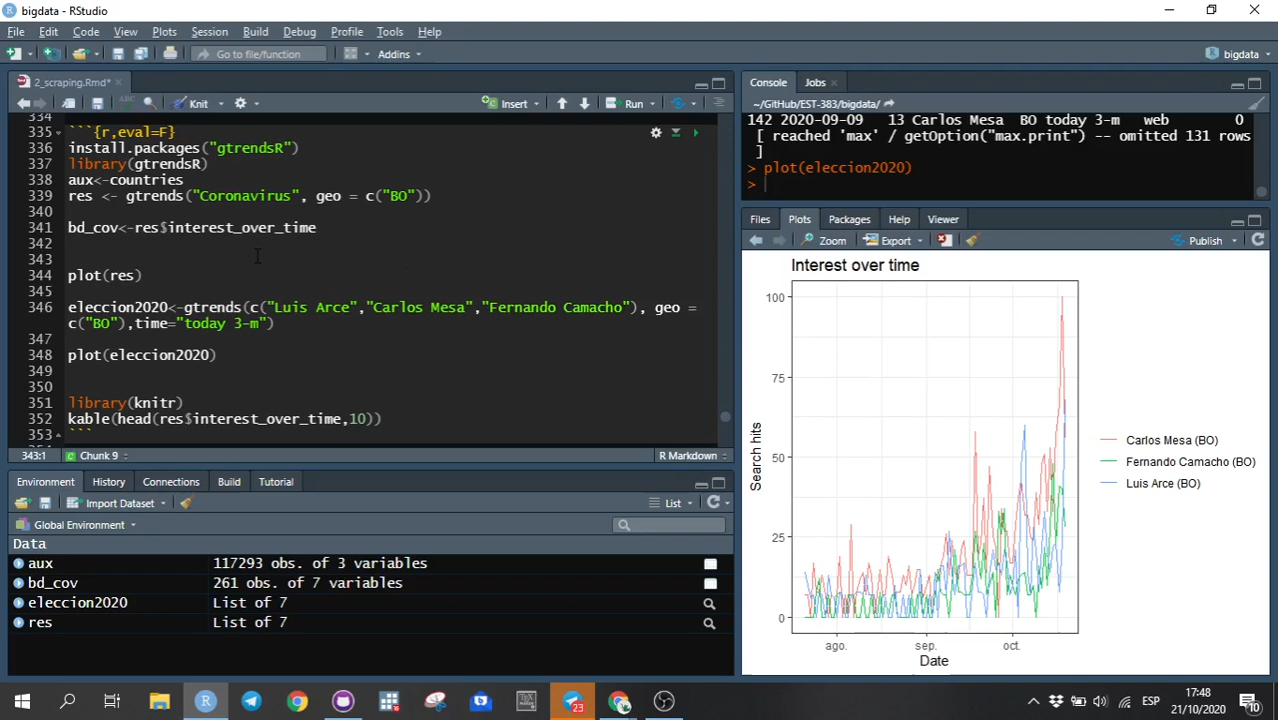 bigdata - RStudio
File Edit Code View Plots Session Build Debug Profile Tools Help
Go to file/function
Addins
bigdata
2_scraping.Rmd*
Knit
Insert
Run
334
335 ```{r,eval=F}
336 install.packages("gtrendsR")
337 library(gtrendsR)
338 aux<-countries
339 res <- gtrends("Coronavirus", geo = c("BO"))
340
341 bd_cov<-res$interest_over_time
342
343
344 plot(res)
345
346 eleccion2020<-gtrends(c("Luis Arce","Carlos Mesa","Fernando Camacho"), geo =
c("BO"),time="today 3-m")
347
348 plot(eleccion2020)
349
350
351 library(knitr)
352 kable(head(res$interest_over_time,10))
353 ```
343:1 Chunk 9 R Markdown
Console Jobs
~/GitHub/EST-383/bigdata/
142 2020-09-09 13 Carlos Mesa BO today 3-m web 0
[ reached 'max' / getOption("max.print") -- omitted 131 rows
]
> plot(eleccion2020)
>
Files Plots Packages Help Viewer
Zoom Export Publish
Interest over time
100
75
50
25
0
Search hits
ago. sep. oct.
Date
Carlos Mesa (BO)
Fernando Camacho (BO)
Luis Arce (BO)
Environment History Connections Build Tutorial
Import Dataset List
Global Environment
Data
aux 117293 obs. of 3 variables
bd_cov 261 obs. of 7 variables
eleccion2020 List of 7
res List of 7
23
ESP
17:48
21/10/2020
10